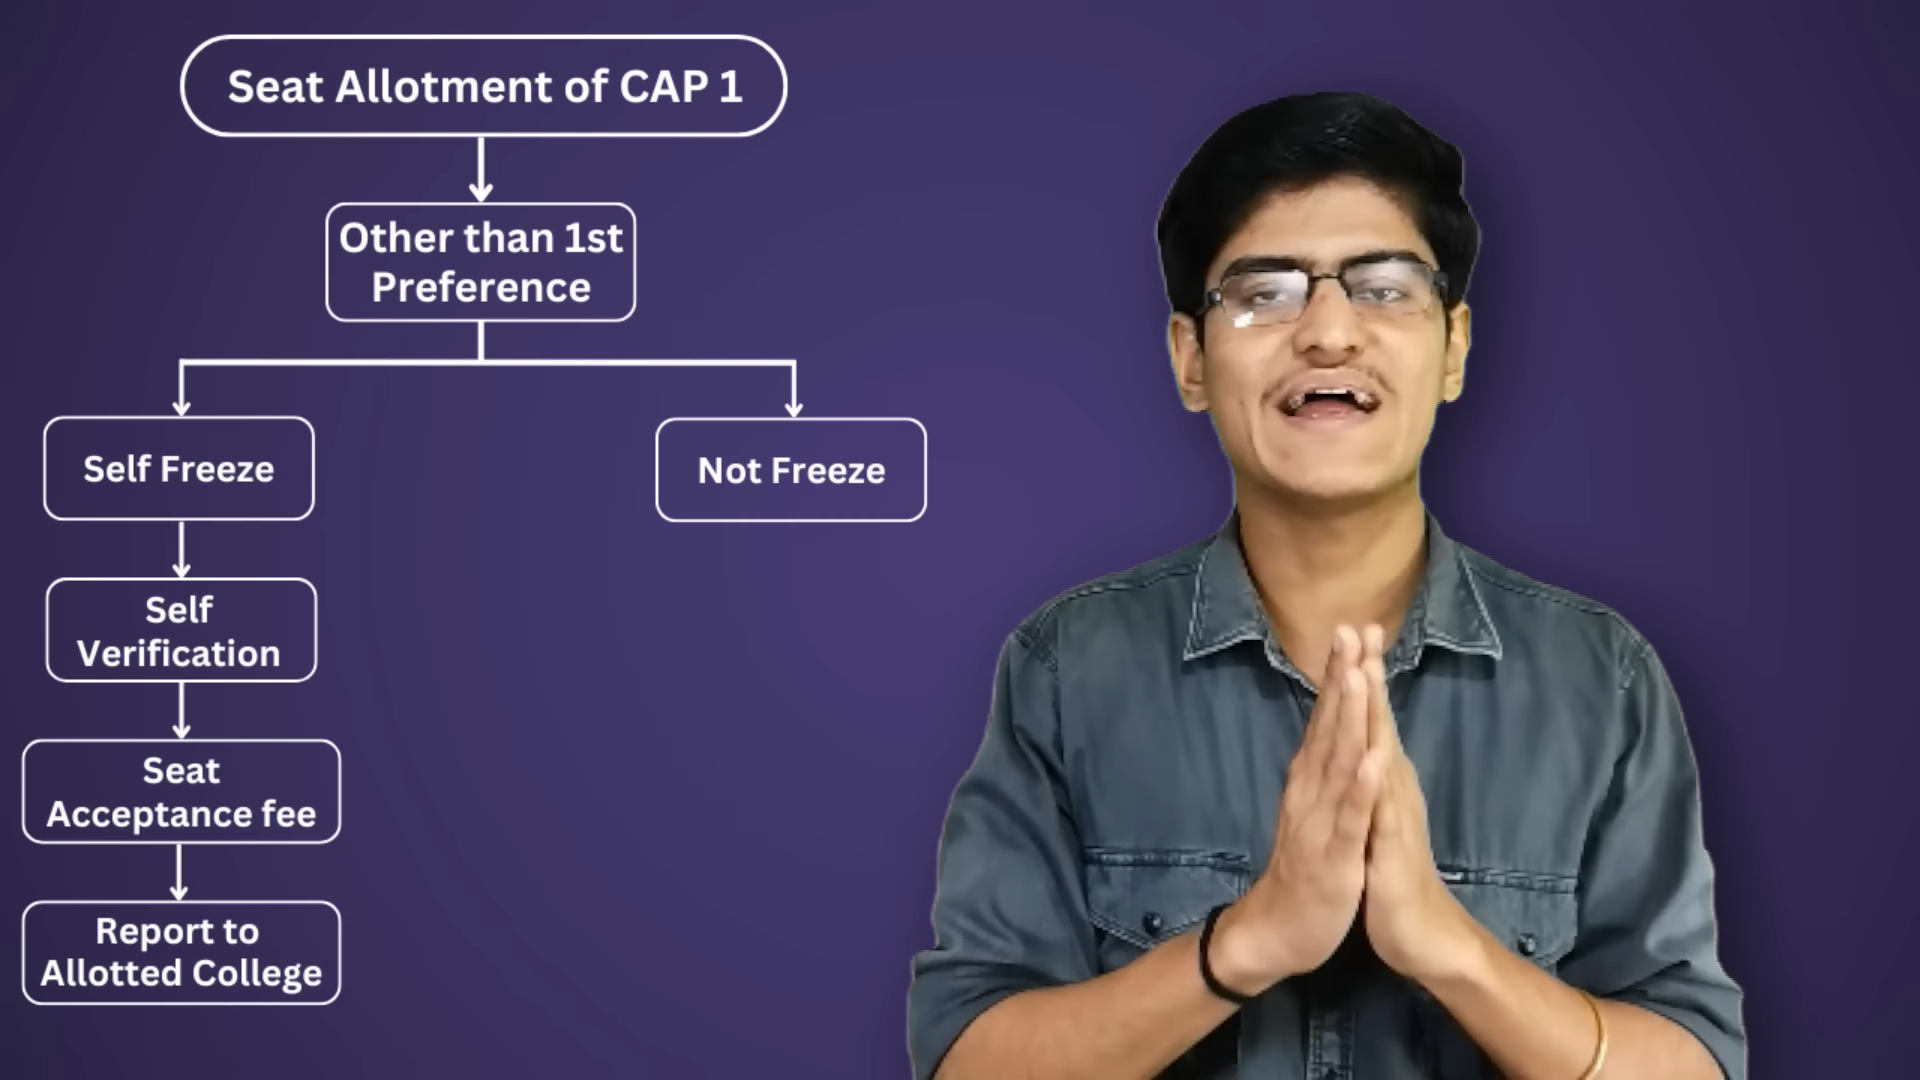 Seat Allotment of CAP 1
Other than 1st
Preference
Self Freeze
Not Freeze
Self
Verification
Seat
Acceptance fee
Report to
Allotted College